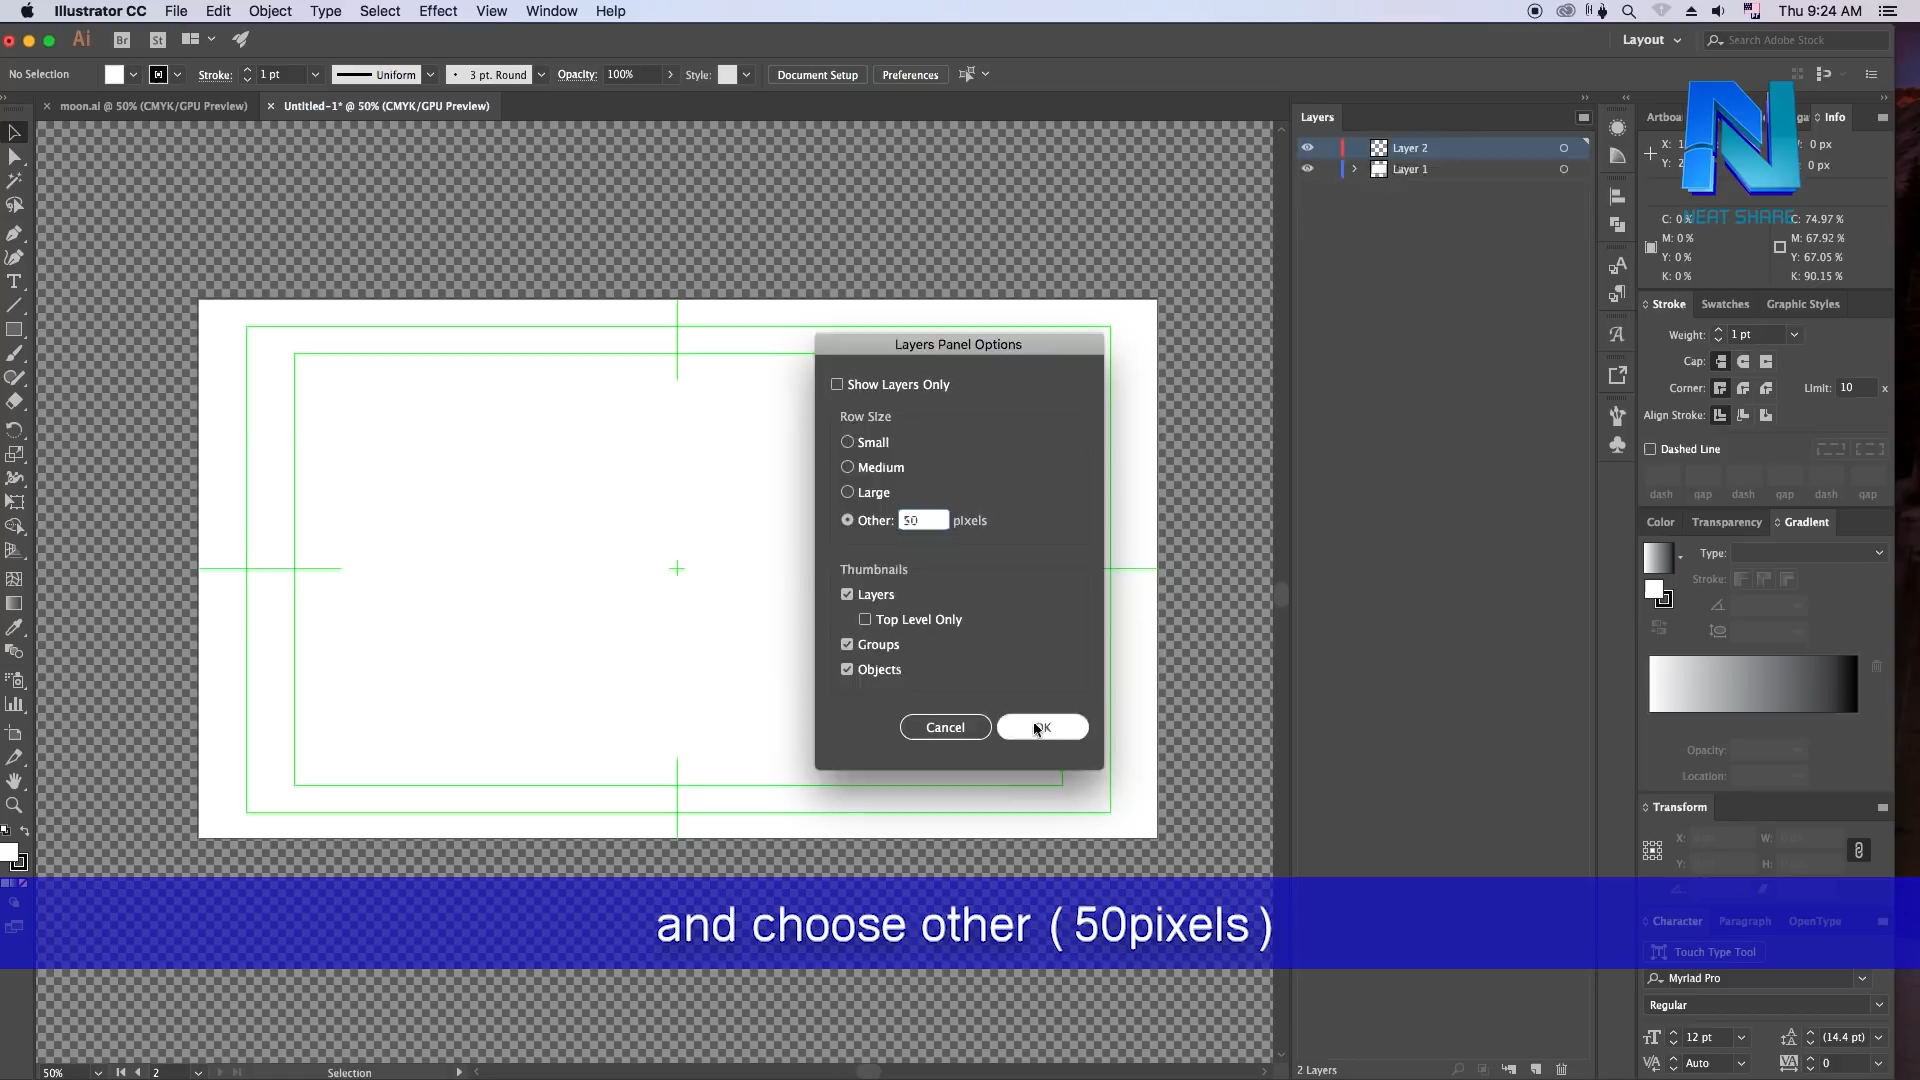 Illustrator CC File Edit Object Type Select Effect View Window Help Thu 9:24 AM
Ai Br St Layout Search Adobe Stock
No Selection Stroke: 1 pt Uniform 3 pt. Round Opacity: 100% Style: Document Setup Preferences
moon.ai @ 50% (CMYK/GPU Preview) Untitled-1* @ 50% (CMYK/GPU Preview)
Layers
Layer 2
Layer 1
Artboa Info
X: 0 px
Y: 0 px
NEAT SHARE
C: 0 % C: 74.97 %
M: 0 % M: 67.92 %
Y: 0 % Y: 67.05 %
K: 0 % K: 90.15 %
Stroke Swatches Graphic Styles
Weight: 1 pt
Cap:
Corner: Limit: 10 x
Align Stroke:
Dashed Line
dash gap dash gap dash gap
Color Transparency Gradient
Type:
Stroke:
Opacity:
Location:
Transform
X: W:
Y: H:
Layers Panel Options
Show Layers Only
Row Size
Small
Medium
Large
Other: 50 pixels
Thumbnails
Layers
Top Level Only
Groups
Objects
Cancel OK
and choose other (50pixels)
Character Paragraph OpenType
Touch Type Tool
Myriad Pro
Regular
12 pt (14.4 pt)
Auto 0
50% 2 Selection
2 Layers